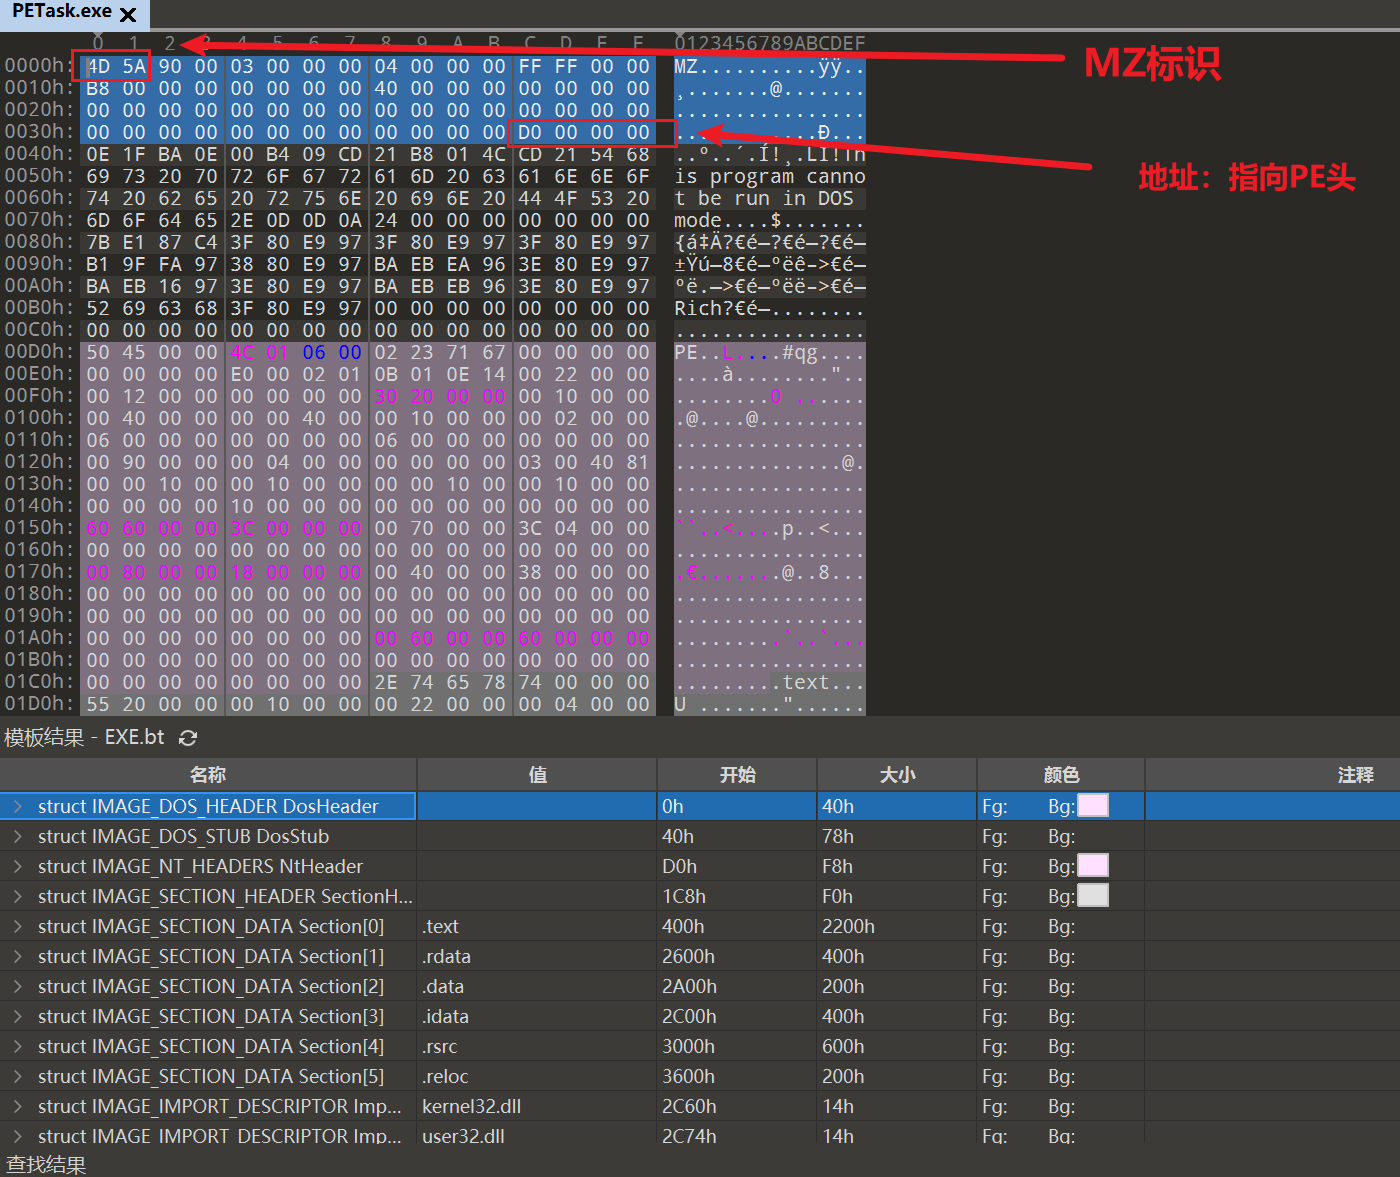 PETask.exe
0 1 2 3 4 5 6 7 8 9 A B C D E F 0123456789ABCDEF
MZ标识
0000h: 4D 5A 90 00 03 00 00 00 04 00 00 00 FF FF 00 00 MZ..........ÿÿ..
0010h: B8 00 00 00 00 00 00 00 40 00 00 00 00 00 00 00 ¸.......@.......
0020h: 00 00 00 00 00 00 00 00 00 00 00 00 00 00 00 00 ................
0030h: 00 00 00 00 00 00 00 00 00 00 00 00 D0 00 00 00 ............Ð...
0040h: 0E 1F BA 0E 00 B4 09 CD 21 B8 01 4C CD 21 54 68 ..º..´.Í!¸.LÍ!Th
0050h: 69 73 20 70 72 6F 67 72 61 6D 20 63 61 6E 6E 6F is program canno
地址：指向PE头
0060h: 74 20 62 65 20 72 75 6E 20 69 6E 20 44 4F 53 20 t be run in DOS
0070h: 6D 6F 64 65 2E 0D 0D 0A 24 00 00 00 00 00 00 00 mode....$.......
0080h: 7B E1 87 C4 3F 80 E9 97 3F 80 E9 97 3F 80 E9 97 {á‡Ä?€é—?€é—?€é—
0090h: B1 9F FA 97 38 80 E9 97 BA EB EA 96 3E 80 E9 97 ±Ÿú—8€é—ºëê–>€é—
00A0h: BA EB 16 97 3E 80 E9 97 BA EB EB 96 3E 80 E9 97 ºë.—>€é—ºëë–>€é—
00B0h: 52 69 63 68 3F 80 E9 97 00 00 00 00 00 00 00 00 Rich?€é—........
00C0h: 00 00 00 00 00 00 00 00 00 00 00 00 00 00 00 00 ................
00D0h: 50 45 00 00 4C 01 06 00 02 23 71 67 00 00 00 00 PE..L....#qg....
00E0h: 00 00 00 00 E0 00 02 01 0B 01 0E 14 00 22 00 00 ....à........"..
00F0h: 00 12 00 00 00 00 00 00 30 20 00 00 00 10 00 00 ........0 ......
0100h: 00 40 00 00 00 00 40 00 00 10 00 00 00 02 00 00 .@....@.........
0110h: 06 00 00 00 00 00 00 00 06 00 00 00 00 00 00 00 ................
0120h: 00 90 00 00 00 04 00 00 00 00 00 00 03 00 40 81 ..............@.
0130h: 00 00 10 00 00 10 00 00 00 00 10 00 00 10 00 00 ................
0140h: 00 00 00 00 10 00 00 00 00 00 00 00 00 00 00 00 ................
0150h: 60 60 00 00 3C 00 00 00 00 70 00 00 3C 04 00 00 ``..<....p..<...
0160h: 00 00 00 00 00 00 00 00 00 00 00 00 00 00 00 00 ................
0170h: 00 80 00 00 18 00 00 00 00 40 00 00 38 00 00 00 .€.......@..8...
0180h: 00 00 00 00 00 00 00 00 00 00 00 00 00 00 00 00 ................
0190h: 00 00 00 00 00 00 00 00 00 00 00 00 00 00 00 00 ................
01A0h: 00 00 00 00 00 00 00 00 00 60 00 00 60 00 00 00 .........`..`...
01B0h: 00 00 00 00 00 00 00 00 00 00 00 00 00 00 00 00 ................
01C0h: 00 00 00 00 00 00 00 00 2E 74 65 78 74 00 00 00 .........text...
01D0h: 55 20 00 00 00 10 00 00 00 22 00 00 00 04 00 00 U ......."......
模板结果 - EXE.bt
名称 值 开始 大小 颜色 注释
struct IMAGE_DOS_HEADER DosHeader 0h 40h Fg: Bg:
struct IMAGE_DOS_STUB DosStub 40h 78h Fg: Bg:
struct IMAGE_NT_HEADERS NtHeader D0h F8h Fg: Bg:
struct IMAGE_SECTION_HEADER SectionH... 1C8h F0h Fg: Bg:
struct IMAGE_SECTION_DATA Section[0] .text 400h 2200h Fg: Bg:
struct IMAGE_SECTION_DATA Section[1] .rdata 2600h 400h Fg: Bg:
struct IMAGE_SECTION_DATA Section[2] .data 2A00h 200h Fg: Bg:
struct IMAGE_SECTION_DATA Section[3] .idata 2C00h 400h Fg: Bg:
struct IMAGE_SECTION_DATA Section[4] .rsrc 3000h 600h Fg: Bg:
struct IMAGE_SECTION_DATA Section[5] .reloc 3600h 200h Fg: Bg:
struct IMAGE_IMPORT_DESCRIPTOR Imp... kernel32.dll 2C60h 14h Fg: Bg:
struct IMAGE_IMPORT_DESCRIPTOR Imp... user32.dll 2C74h 14h Fg: Bg:
查找结果